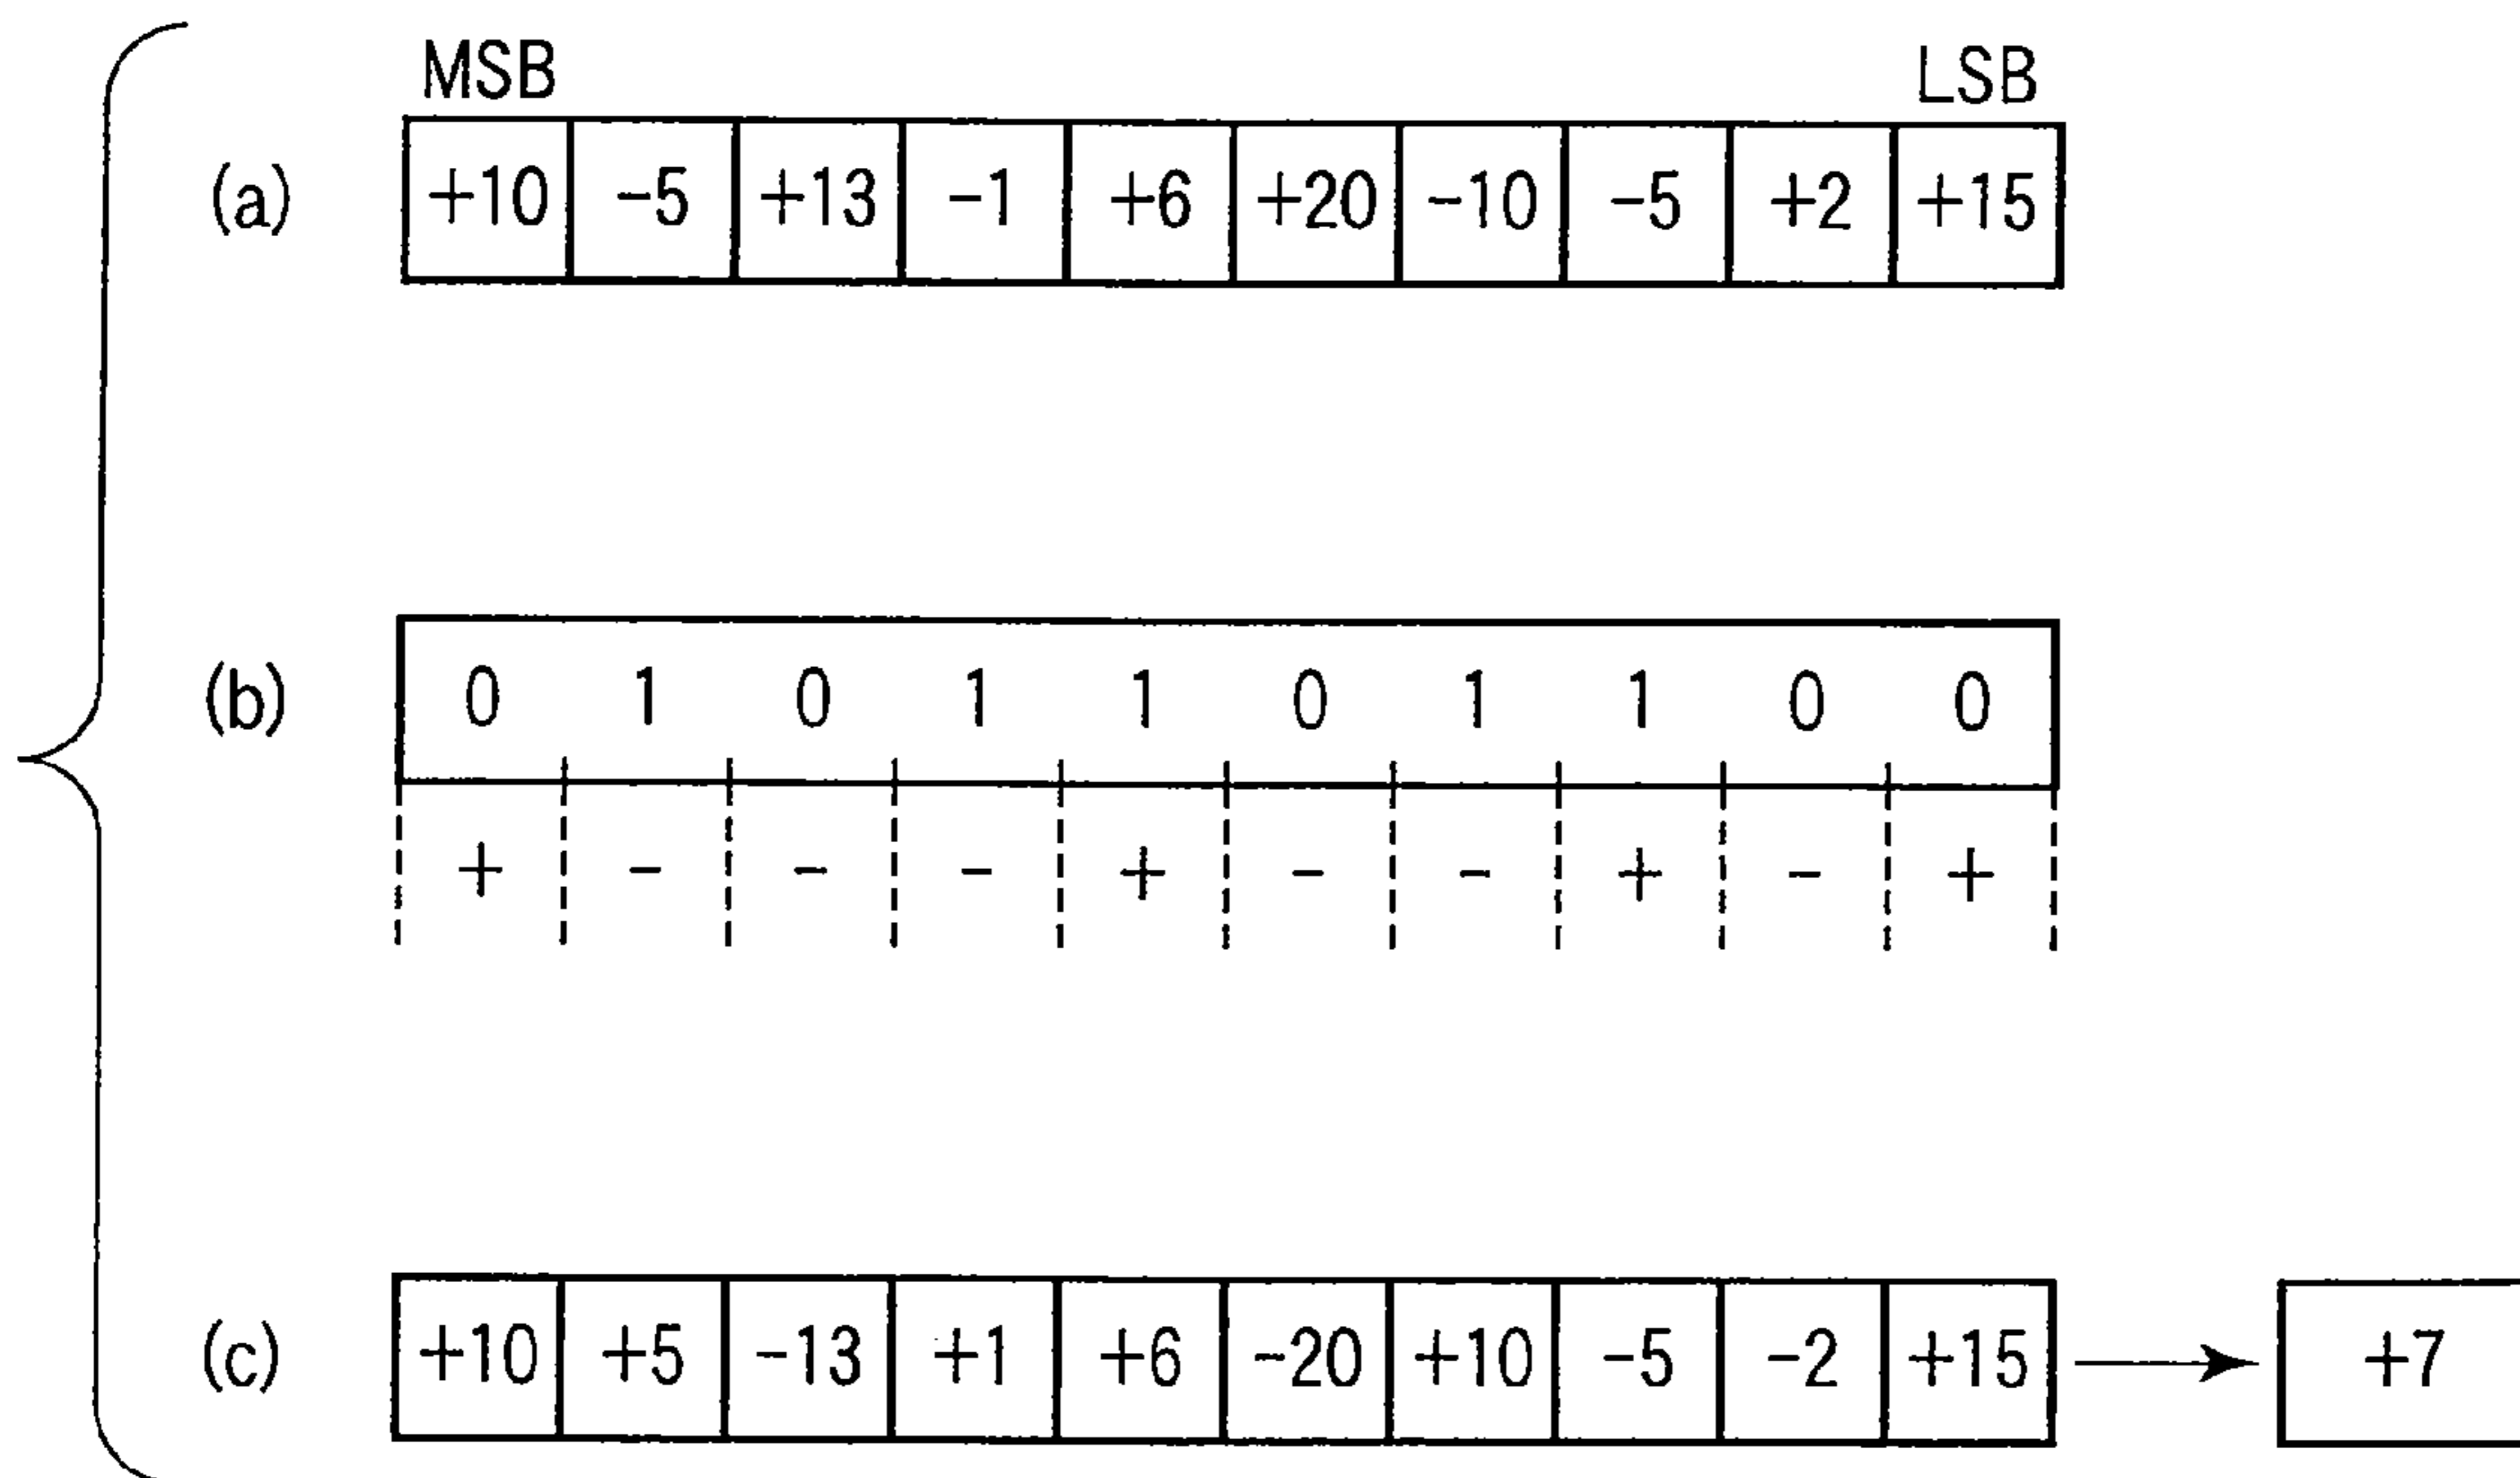 MSB LSB
(a) +10 -5 +13 -1 +6 +20 -10 -5 +2 +15
(b) 0 1 0 1 1 0 1 1 0 0
+ - - - + - - + - +
(c) +10 +5 -13 +1 +6 -20 +10 -5 -2 +15 +7